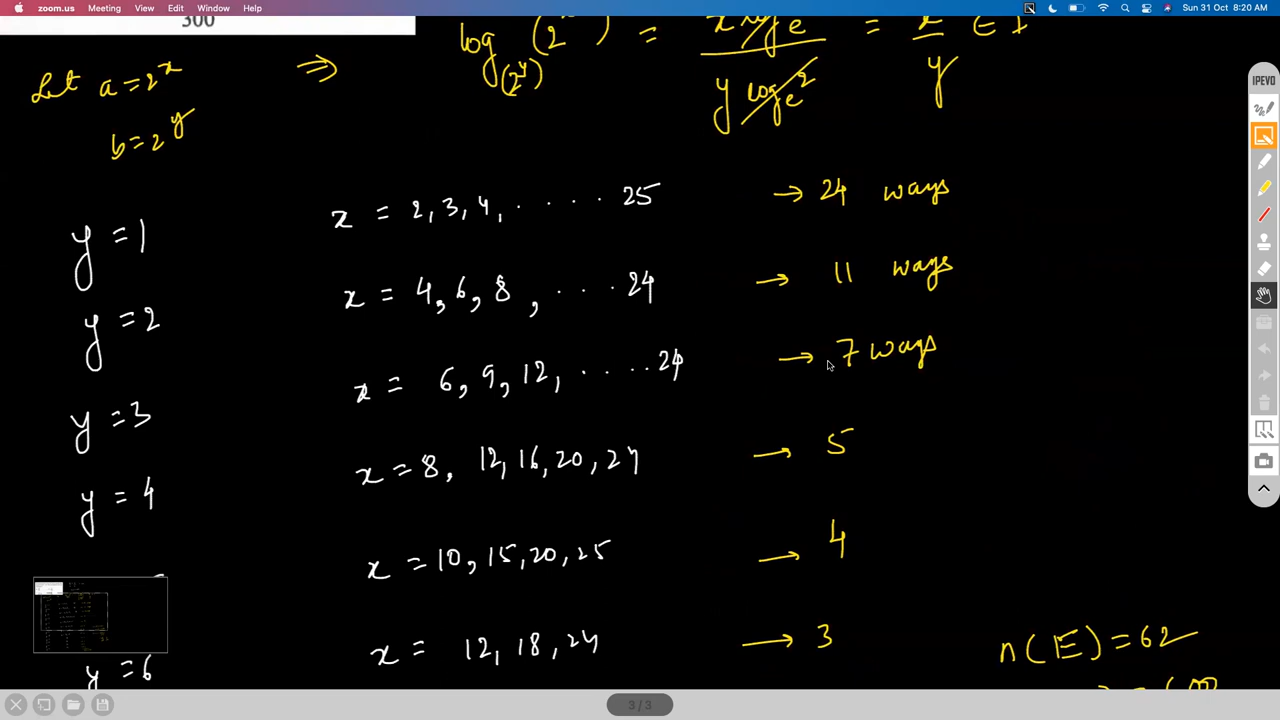 zoom.us Meeting View Edit Window Help Sun 31 Oct 8:20 AM
300
log (2 ) = = x/y ∈ I
(2^y) y log_e 2
Let a = 2^x ⇒
b = 2^y
IPEVO
y = 1 x = 2, 3, 4, ..... 25 → 24 ways
y = 2 x = 4, 6, 8, .... 24 → 11 ways
y = 3 x = 6, 9, 12, ..... 24 → 7 ways
y = 4 x = 8, 12, 16, 20, 24 → 5
x = 10, 15, 20, 25 → 4
y = 6 x = 12, 18, 24 → 3
n(E) = 62
3 / 3